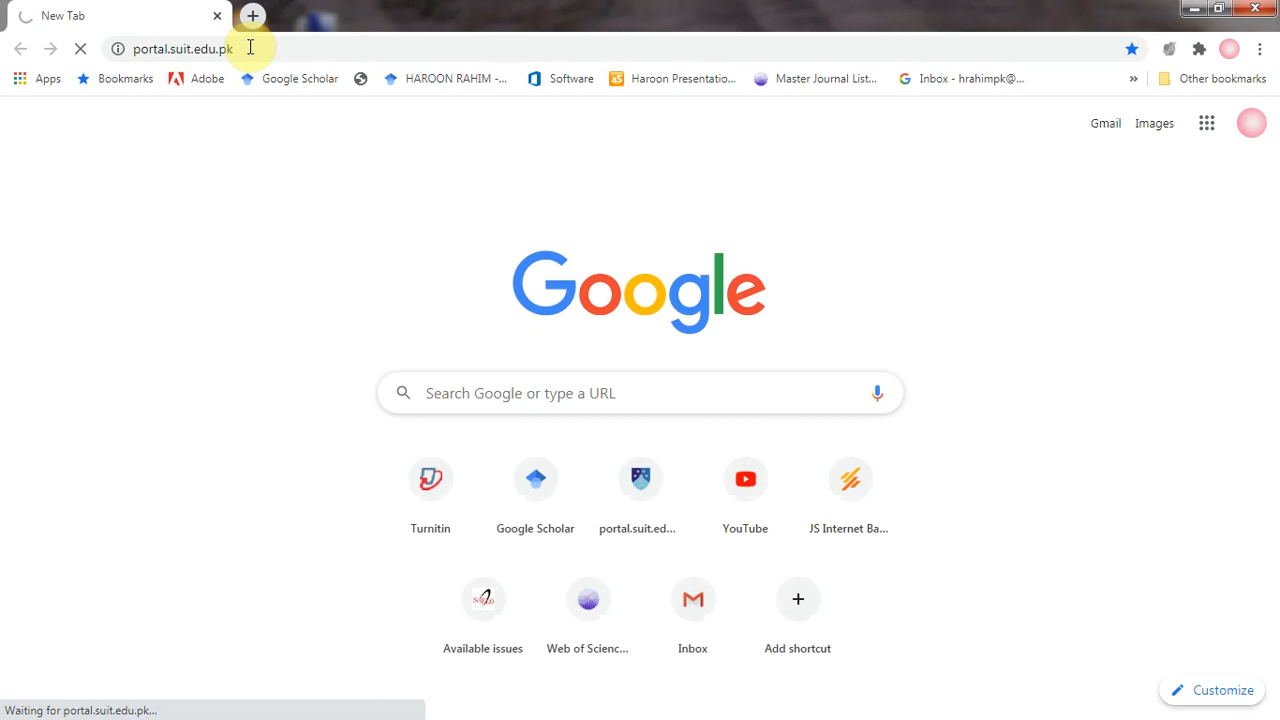 New Tab
portal.suit.edu.pk
Apps Bookmarks Adobe Google Scholar HAROON RAHIM -... Software Haroon Presentatio... Master Journal List... Inbox - hrahimpk@... » Other bookmarks
Gmail Images
Google
Search Google or type a URL
Turnitin Google Scholar portal.suit.ed... YouTube JS Internet Ba...
Available issues Web of Scienc... Inbox Add shortcut
Customize
Waiting for portal.suit.edu.pk...